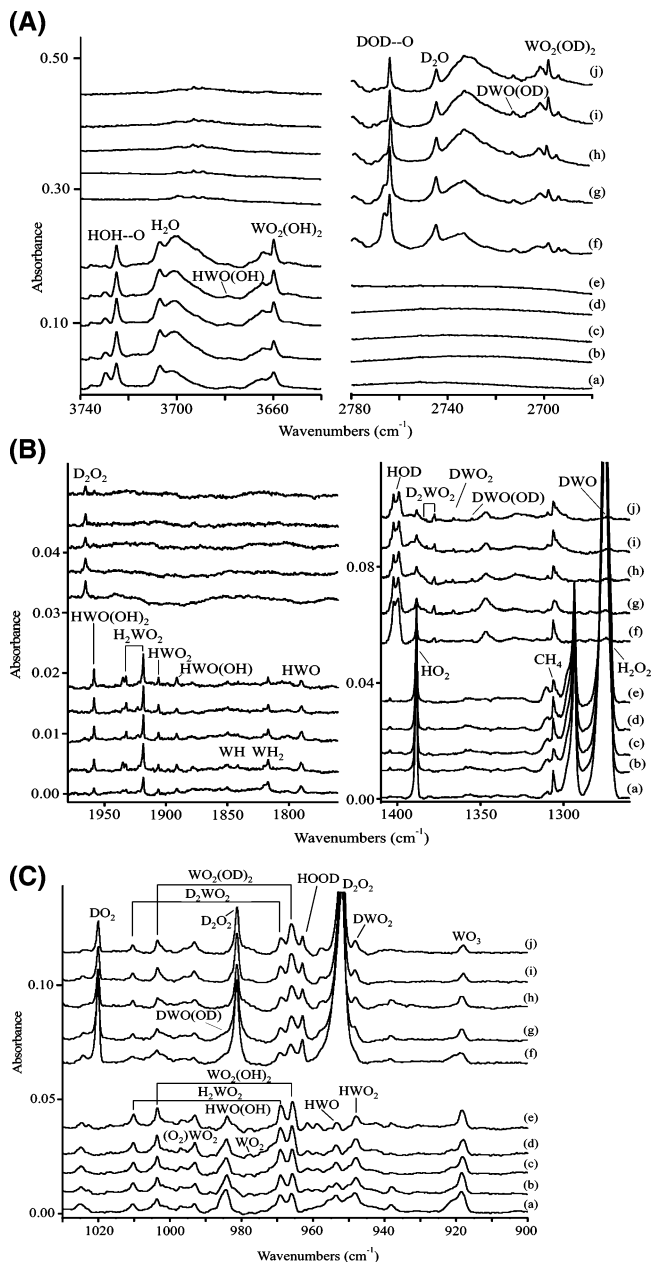 (A)
0.50
DOD--O
D₂O
WO₂(OD)₂
(j)
DWO(OD)
(i)
(h)
0.30
(g)
HOH--O
H₂O
WO₂(OH)₂
(f)
HWO(OH)
(e)
(d)
0.10
(c)
(b)
(a)
Absorbance
3740
3700
3660
2780
2740
2700
Wavenumbers (cm⁻¹)
Wavenumbers (cm⁻¹)
(B)
D₂O₂
HOD
DWO₂
DWO
D₂WO₂
DWO(OD)
(j)
0.04
(i)
0.08
(h)
0.03
(g)
HWO(OH)₂
(f)
H₂WO₂
HWO₂
0.02
HWO(OH)
HWO
HO₂
CH₄
H₂O₂
0.04
(e)
0.01
(d)
WH
WH₂
(c)
(b)
0.00
0.00
(a)
Absorbance
1950
1900
1850
1800
1400
1350
1300
Wavenumbers (cm⁻¹)
(C)
WO₂(OD)₂
HOOD
D₂O₂
D₂WO₂
DO₂
D₂O₂
DWO₂
WO₃
(j)
0.10
(i)
(h)
DWO(OD)
(g)
(f)
0.05
WO₂(OH)₂
H₂WO₂
HWO₂
HWO(OH)
HWO
(e)
(O₂)WO₂
WO₂
(d)
(c)
(b)
0.00
(a)
Absorbance
1020
1000
980
960
940
920
900
Wavenumbers (cm⁻¹)